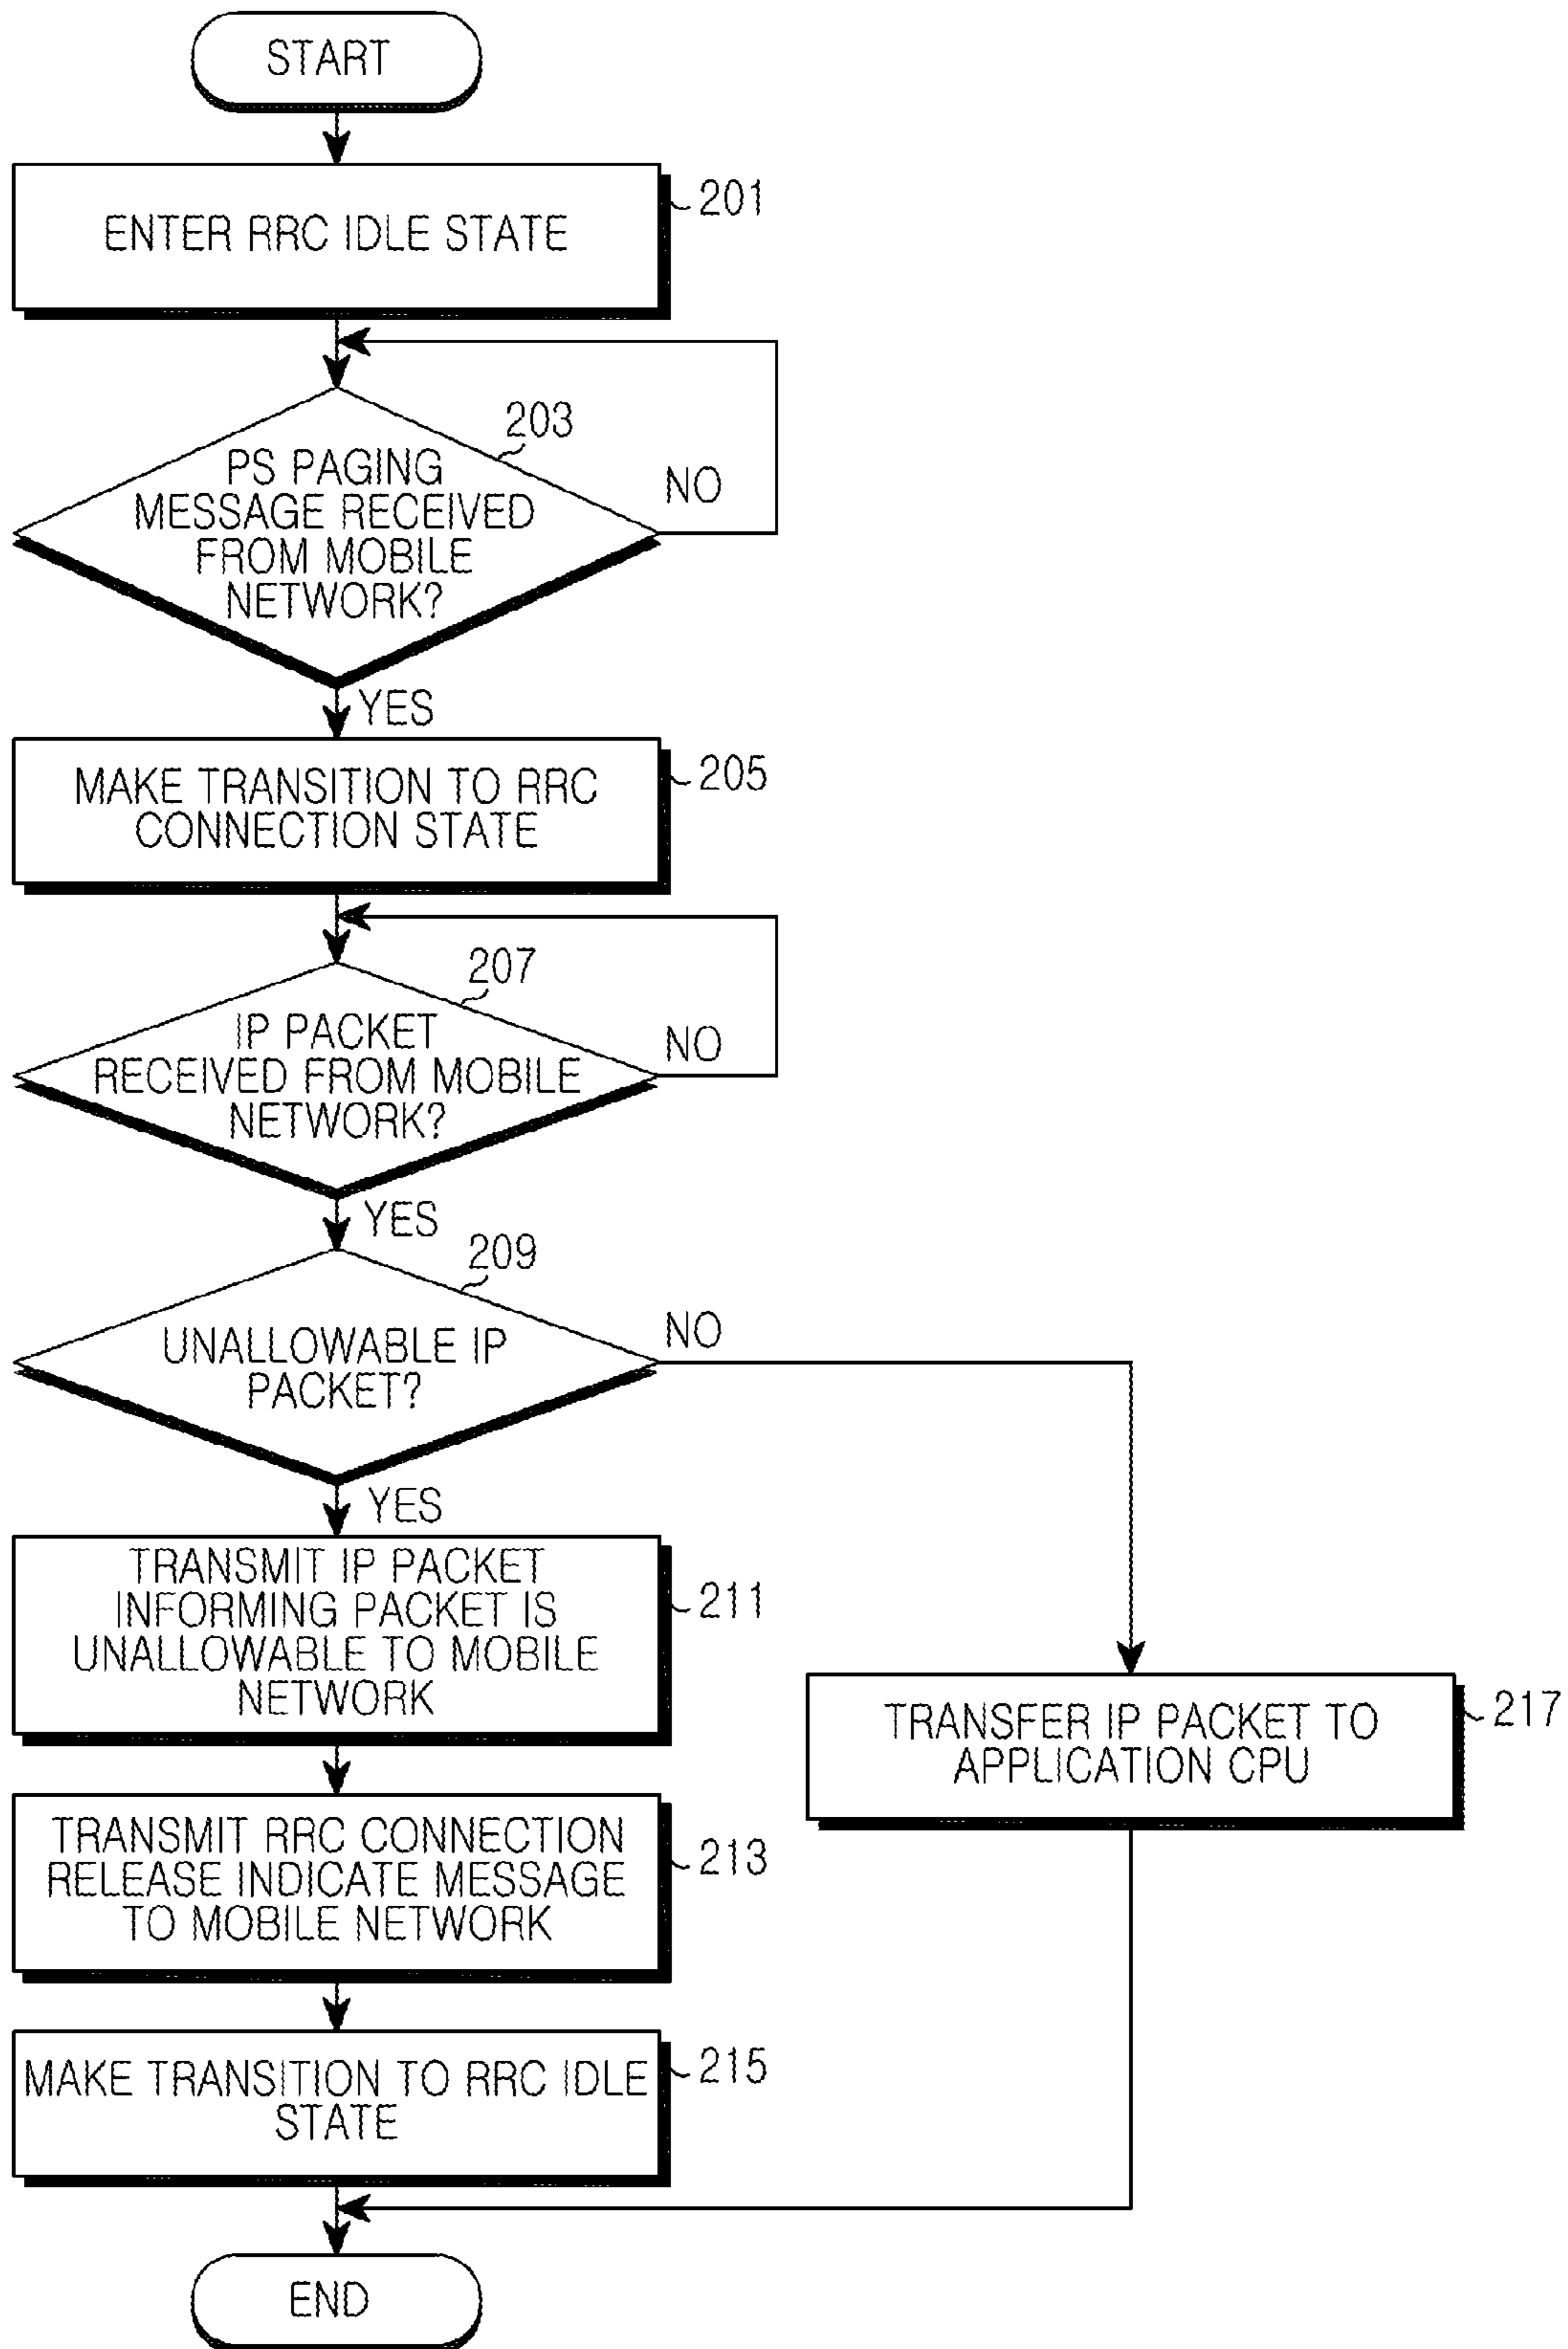 START
ENTER RRC IDLE STATE
201
203
PS PAGING
MESSAGE RECEIVED
FROM MOBILE
NETWORK?
NO
YES
MAKE TRANSITION TO RRC
CONNECTION STATE
205
207
IP PACKET
RECEIVED FROM MOBILE
NETWORK?
NO
YES
209
UNALLOWABLE IP
PACKET?
NO
YES
TRANSMIT IP PACKET
INFORMING PACKET IS
UNALLOWABLE TO MOBILE
NETWORK
211
TRANSFER IP PACKET TO
APPLICATION CPU
217
TRANSMIT RRC CONNECTION
RELEASE INDICATE MESSAGE
TO MOBILE NETWORK
213
MAKE TRANSITION TO RRC IDLE
STATE
215
END